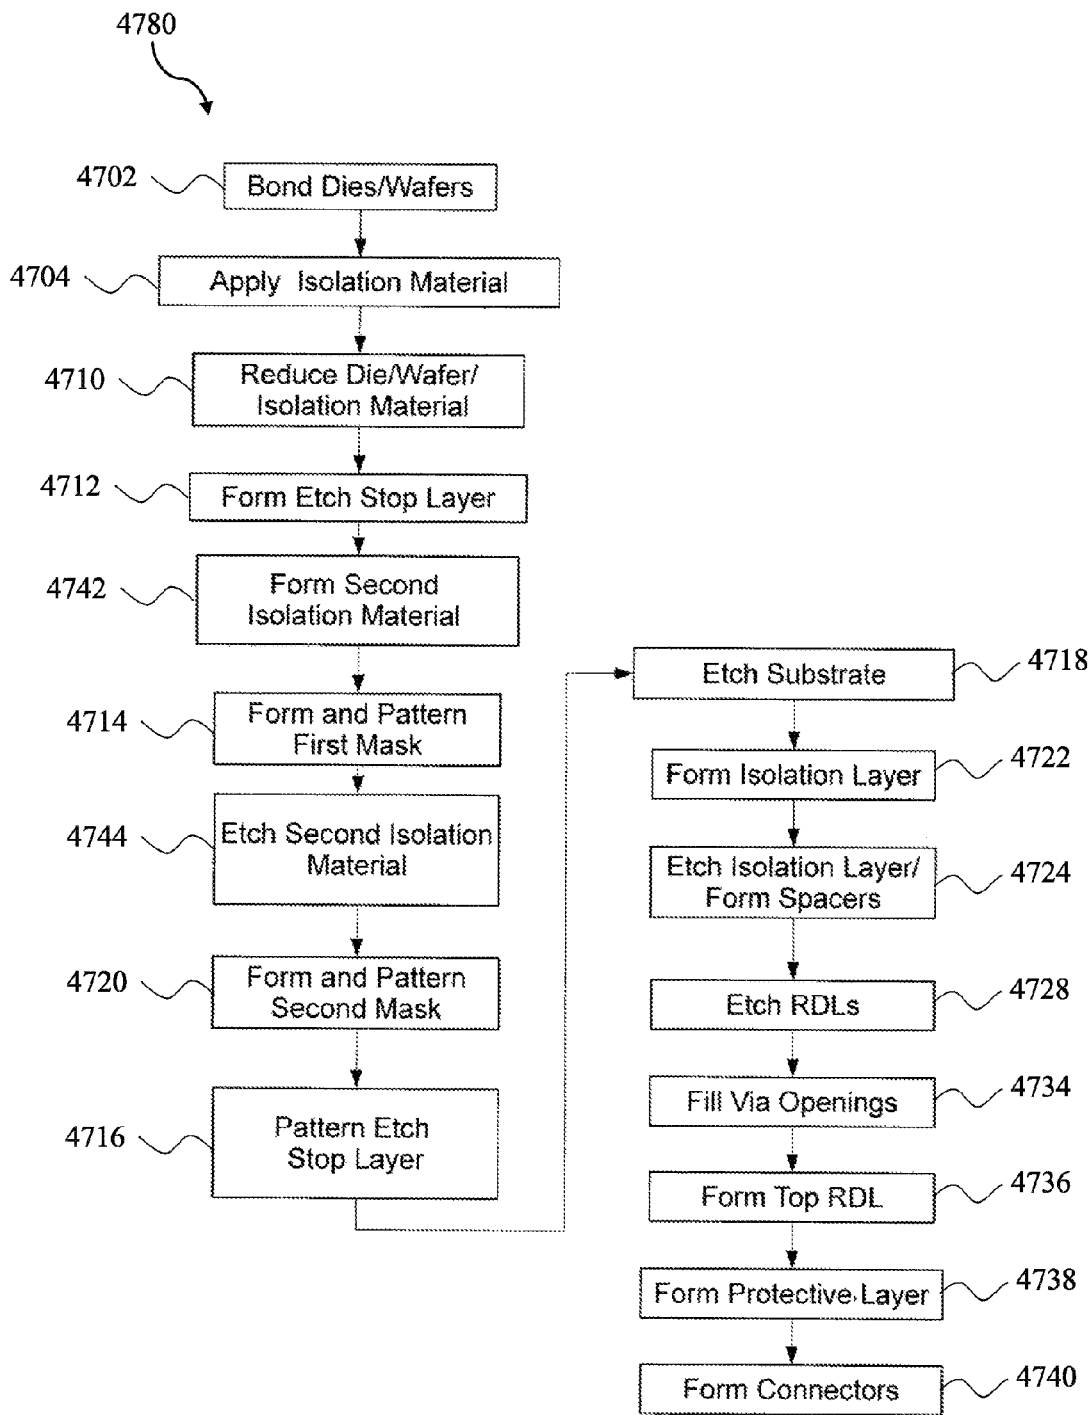 4780
4702
Bond Dies/Wafers
4704
Apply Isolation Material
4710
Reduce Die/Wafer/
Isolation Material
4712
Form Etch Stop Layer
4742
Form Second
Isolation Material
4714
Form and Pattern
First Mask
4744
Etch Second Isolation
Material
4720
Form and Pattern
Second Mask
4716
Pattern Etch
Stop Layer
Etch Substrate
4718
Form Isolation Layer
4722
Etch Isolation Layer/
Form Spacers
4724
Etch RDLs
4728
Fill Via Openings
4734
Form Top RDL
4736
Form Protective Layer
4738
Form Connectors
4740